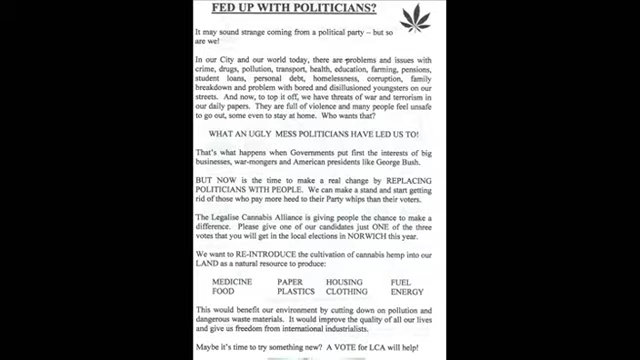 FED UP WITH POLITICIANS?
It may sound strange coming from a political party – but so
are we!
In our City and our world today, there are problems and issues with
crime, drugs, pollution, transport, health, education, farming, pensions,
student loans, personal debt, homelessness, corruption, family
breakdown and problem with bored and disillusioned youngsters on our
streets. And now, to top it off, we have threats of war and terrorism in
our daily papers. They are full of violence and many people feel unsafe
to go out, some even to stay at home. Who wants that?
WHAT AN UGLY MESS POLITICIANS HAVE LED US TO!
That's what happens when Governments put first the interests of big
businesses, war-mongers and American presidents like George Bush.
BUT NOW is the time to make a real change by REPLACING
POLITICIANS WITH PEOPLE. We can make a stand and start getting
rid of those who pay more heed to their Party whips than their voters.
The Legalise Cannabis Alliance is giving people the chance to make a
difference. Please give one of our candidates just ONE of the three
votes that you will get in the local elections in NORWICH this year.
We want to RE-INTRODUCE the cultivation of cannabis hemp into our
LAND as a natural resource to produce:
MEDICINE PAPER HOUSING FUEL
FOOD PLASTICS CLOTHING ENERGY
This would benefit our environment by cutting down on pollution and
dangerous waste materials. It would improve the quality of all our lives
and give us freedom from international industrialists.
Maybe it's time to try something new? A VOTE for LCA will help!